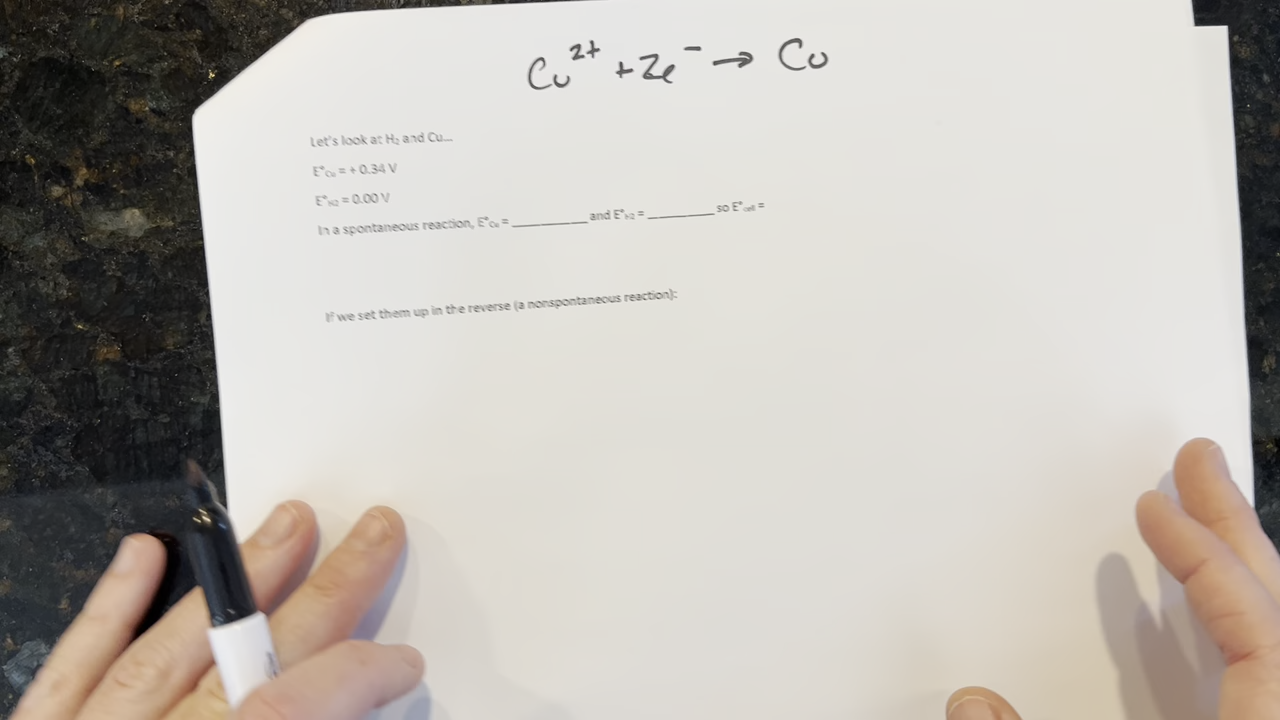 Cu²⁺ + 2e⁻ → Cu
Let's look at H₂ and Cu...
E°Cu = + 0.34 V
E°H2 = 0.00 V
In a spontaneous reaction, E°Cu = __________ and E°H2 = _________ so E°cell =
If we set them up in the reverse (a nonspontaneous reaction):